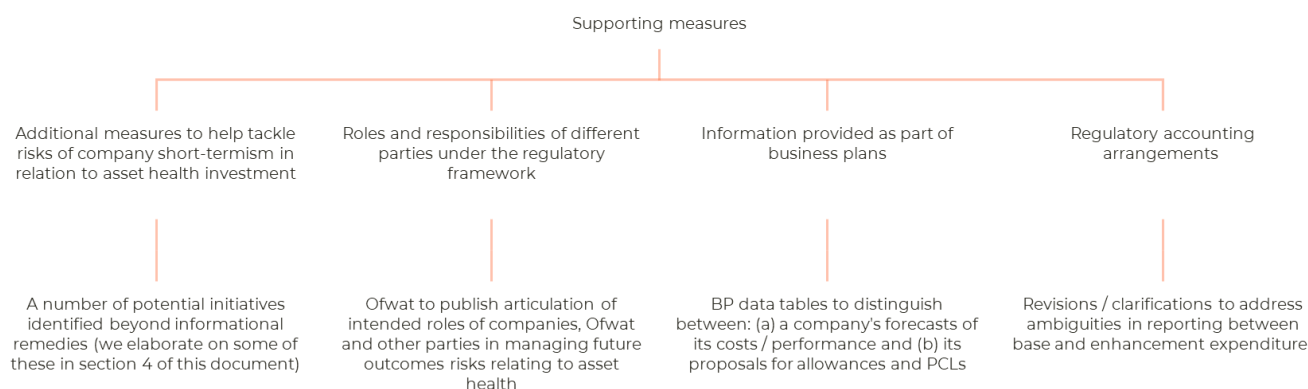 Supporting measures
Additional measures to help tackle
risks of company short-termism in
relation to asset health investment
Roles and responsibilities of different
parties under the regulatory
framework
Information provided as part of
business plans
Regulatory accounting
arrangements
A number of potential initiatives
identified beyond informational
remedies (we elaborate on some of
these in section 4 of this document)
Ofwat to publish articulation of
intended roles of companies, Ofwat
and other parties in managing future
outcomes risks relating to asset
health
BP data tables to distinguish
between: (a) a company's forecasts of
its costs / performance and (b) its
proposals for allowances and PCLs
Revisions / clarifications to address
ambiguities in reporting between
base and enhancement expenditure